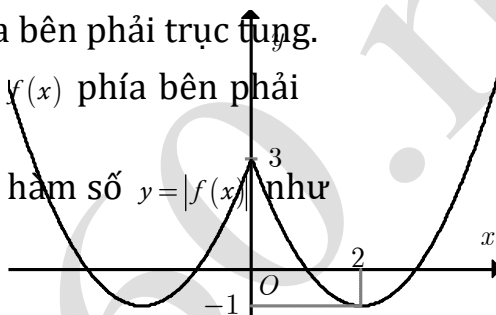 a bên phải trục tung.
y
f(x) phía bên phải
3
hàm số y=|f(x)| như
x
2
O
−1